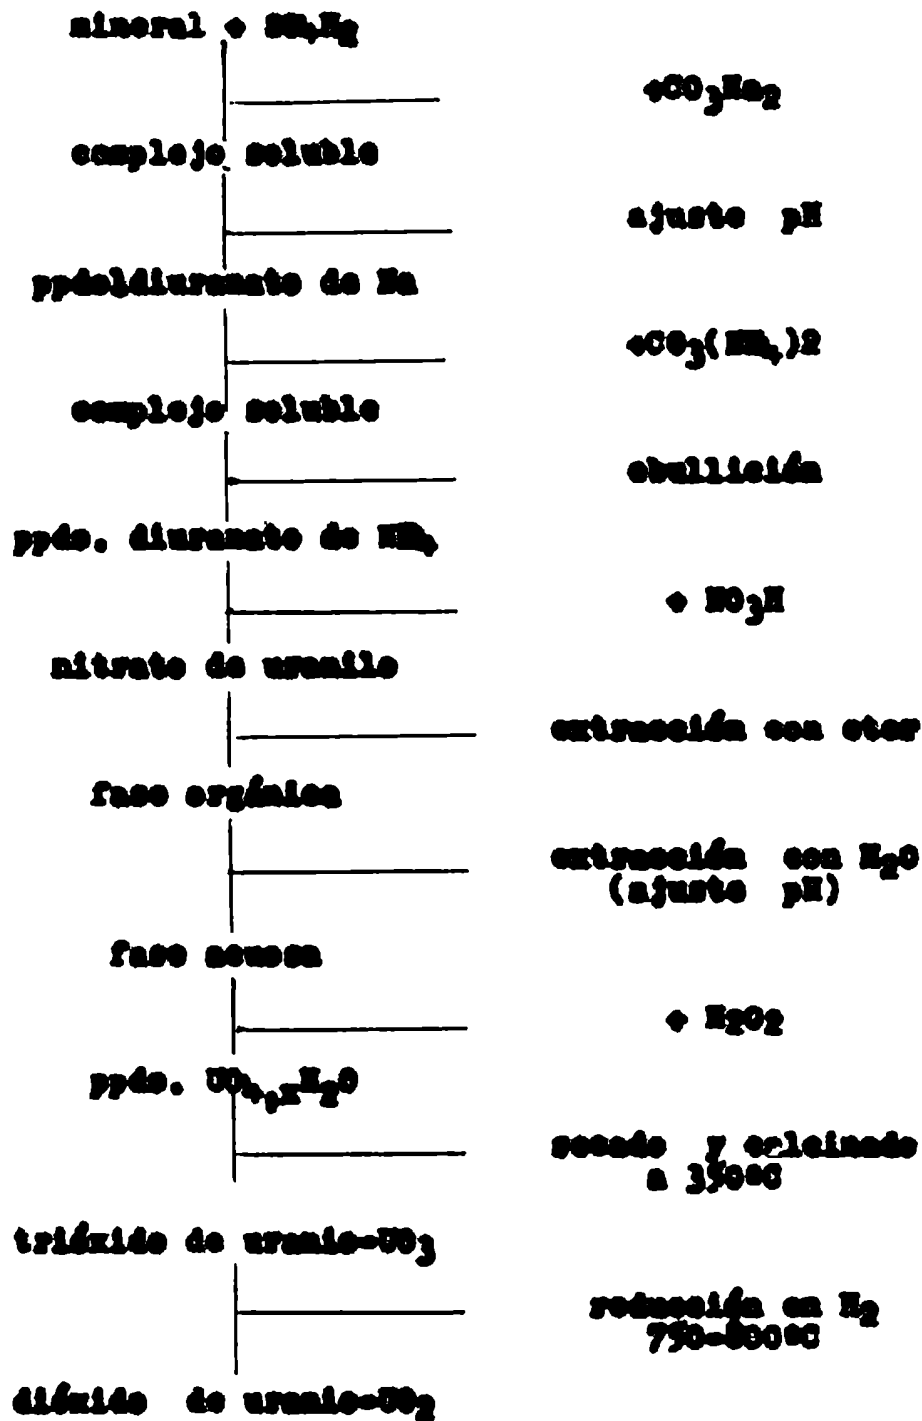 mineral + SO4H2
+CO3Na2
complejo soluble
ajuste pH
ppdo diuranato de Na
+CO3(NH4)2
complejo soluble
ebullición
ppdo. diuranato de NH4
+ NO3H
nitrato de uranilo
extracción con eter
fase orgánica
extracción con H2O
(ajuste pH)
fase acuosa
+ H2O2
ppdo. UO4,xH2O
secado y calcinado
a 350ºC
trióxido de uranio-UO3
reducción en H2
750-800ºC
dióxido de uranio-UO2